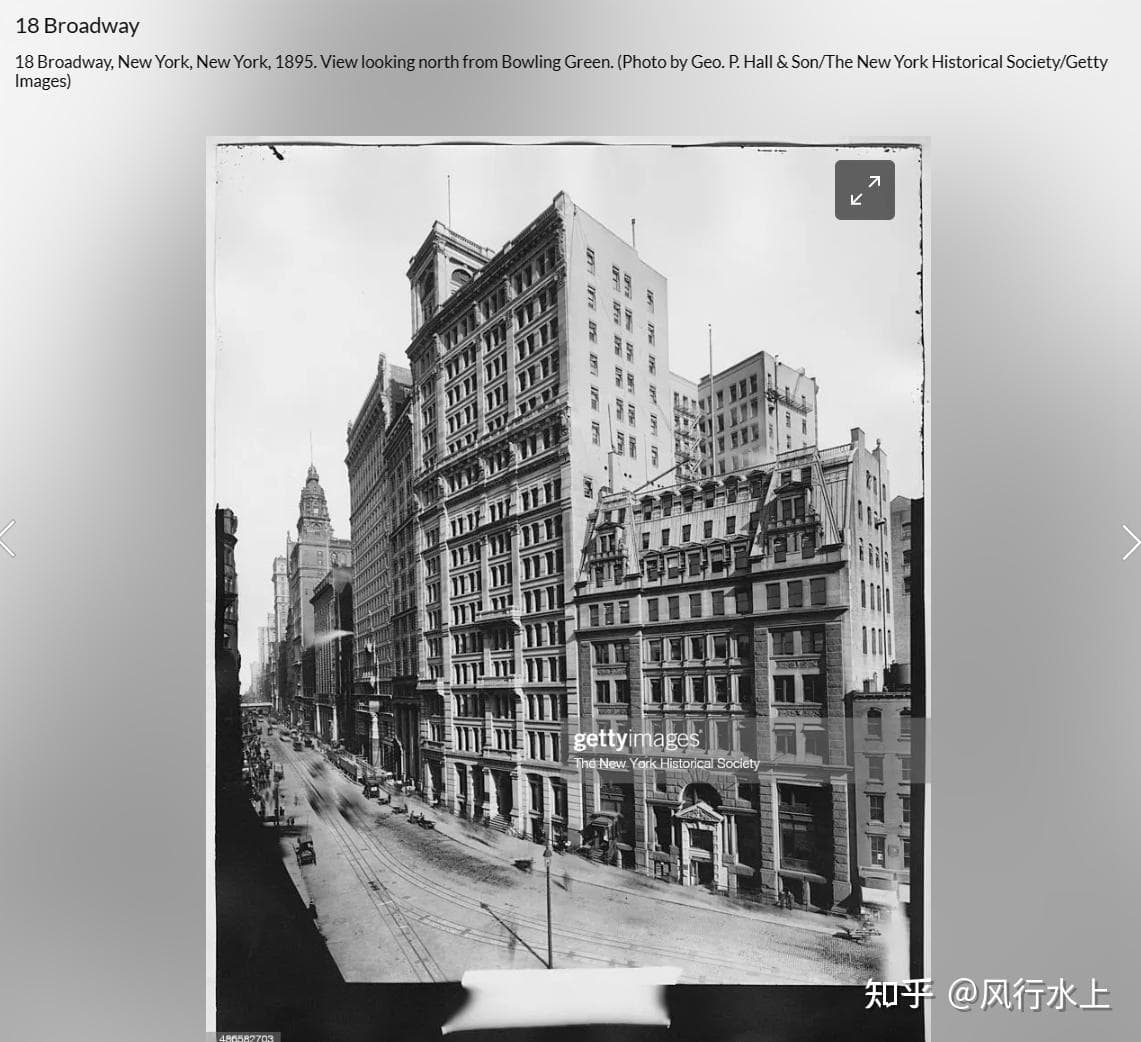 18 Broadway
18 Broadway, New York, New York, 1895. View looking north from Bowling Green. (Photo by Geo. P. Hall & Son/The New York Historical Society/Getty
Images)
gettyimages
The New York Historical Society
知乎 @风行水上
486582703